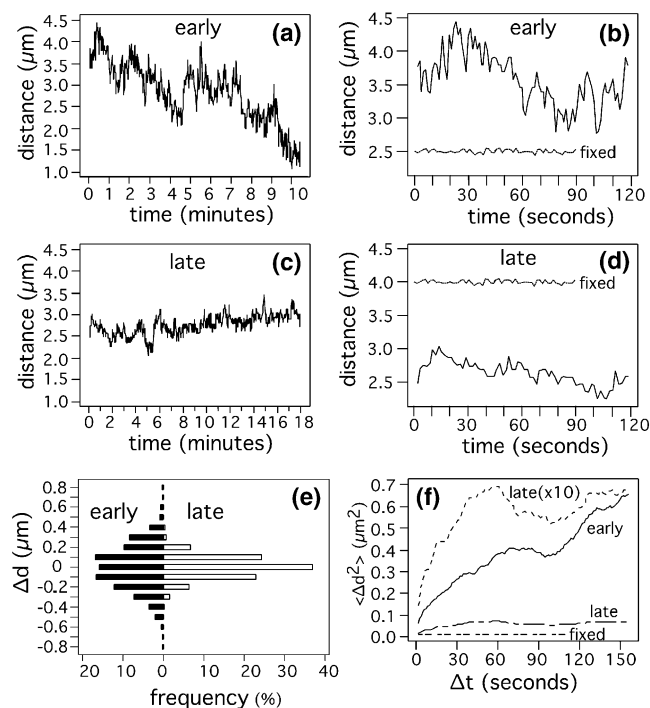 early
(a)
distance (μm)
4.5
4.0
3.5
3.0
2.5
2.0
1.5
1.0
0 1 2 3 4 5 6 7 8 9 10
time (minutes)
early
(b)
distance (μm)
4.5
4.0
3.5
3.0
2.5
fixed
0 30 60 90 120
time (seconds)
late
(c)
distance (μm)
4.5
4.0
3.5
3.0
2.5
2.0
1.5
1.0
0 2 4 6 8 10 12 1416 18
time (minutes)
late
(d)
distance (μm)
4.5
4.0
3.0
2.5
fixed
0 30 60 90 120
time (seconds)
(e)
early late
Δd (μm)
0.8
0.4
0.2
0
-0.2
-0.4
-0.6
-0.8
20 10 0 10 20 30 40
frequency (%)
(f)
late(x10)
early
late
fixed
<Δd²> (μm²)
0.7
0.6
0.5
0.4
0.3
0.2
0.1
0.0
0 30 60 90 120 150
Δt (seconds)